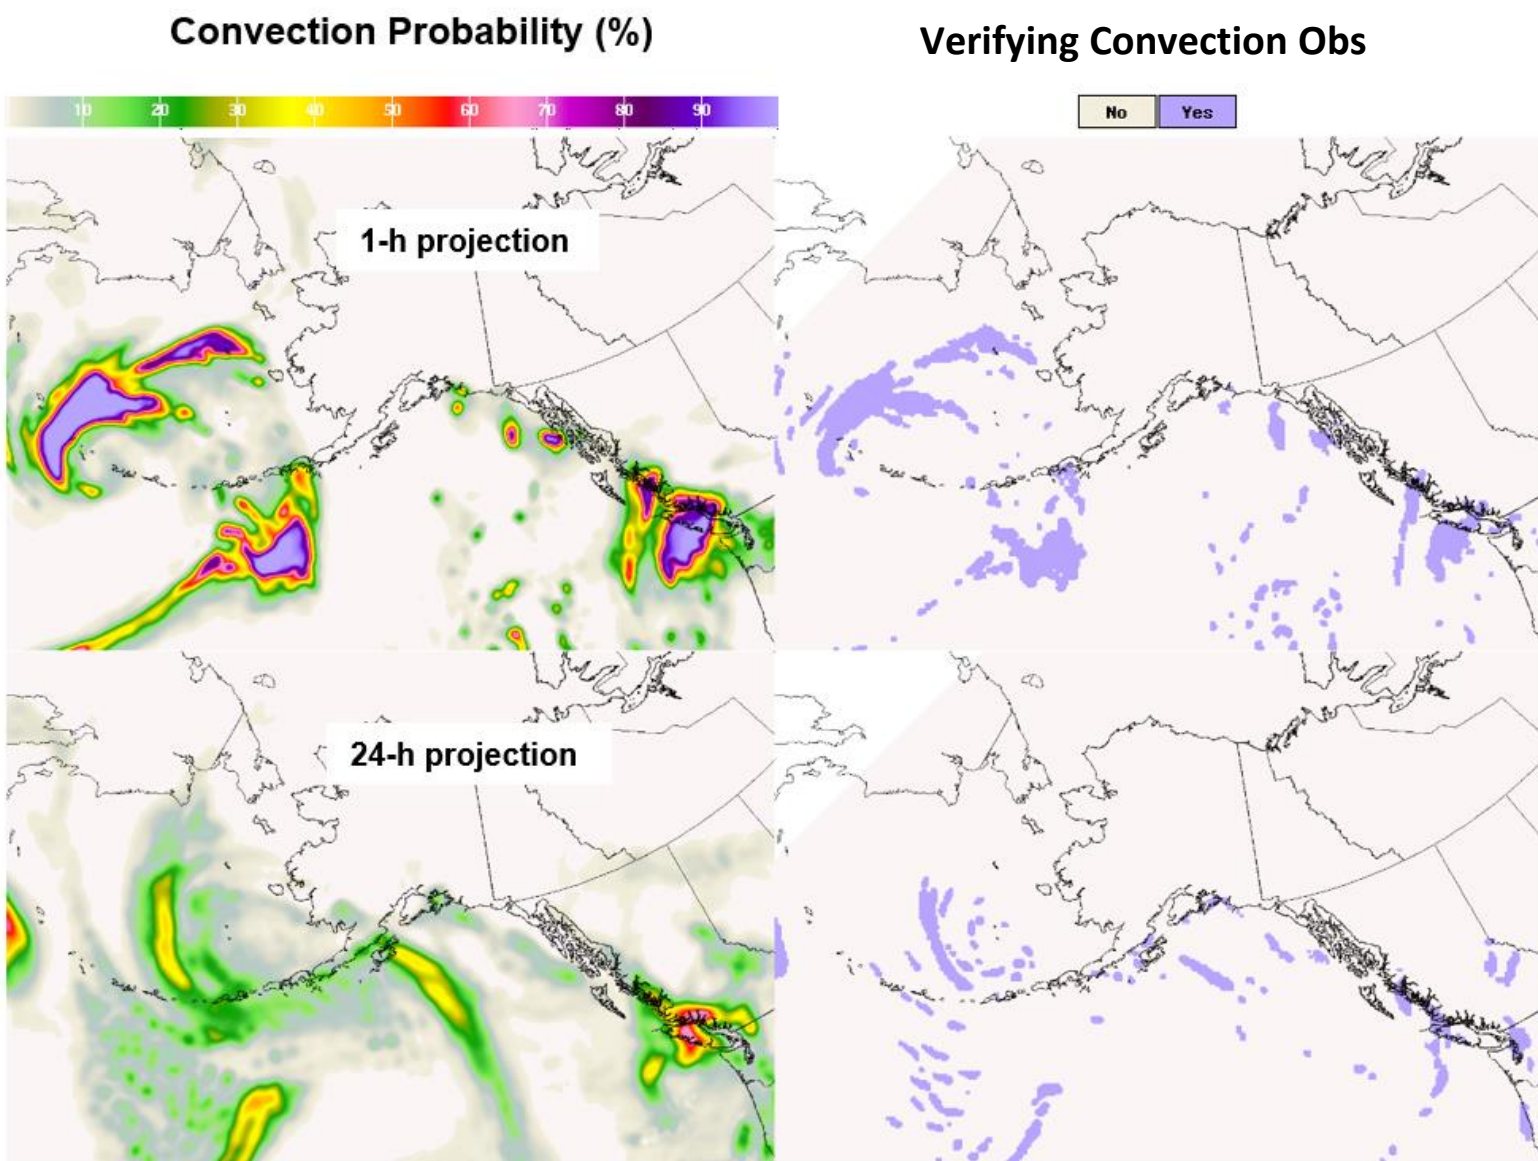 Convection Probability (%)
Verifying Convection Obs
10 20 30 40 50 60 70 80 90
No Yes
1-h projection
24-h projection